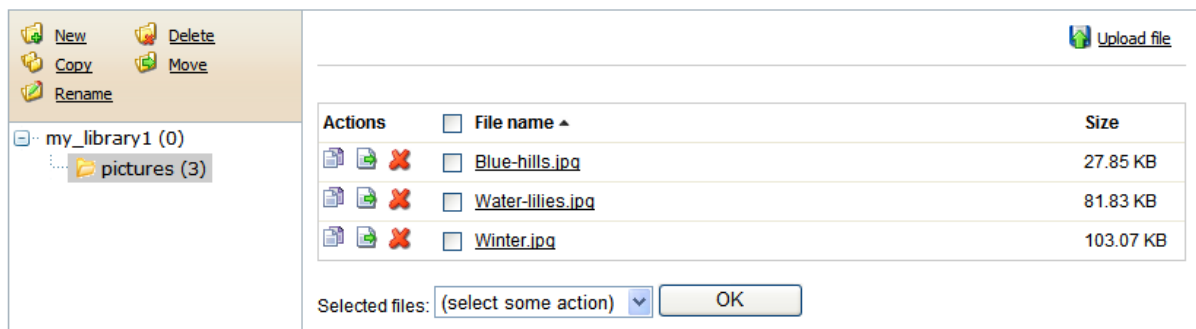 New Delete
Copy Move
Rename
my_library1 (0)
pictures (3)
Upload file
Actions File name Size
Blue-hills.jpg 27.85 KB
Water-lilies.jpg 81.83 KB
Winter.jpg 103.07 KB
Selected files: (select some action) OK